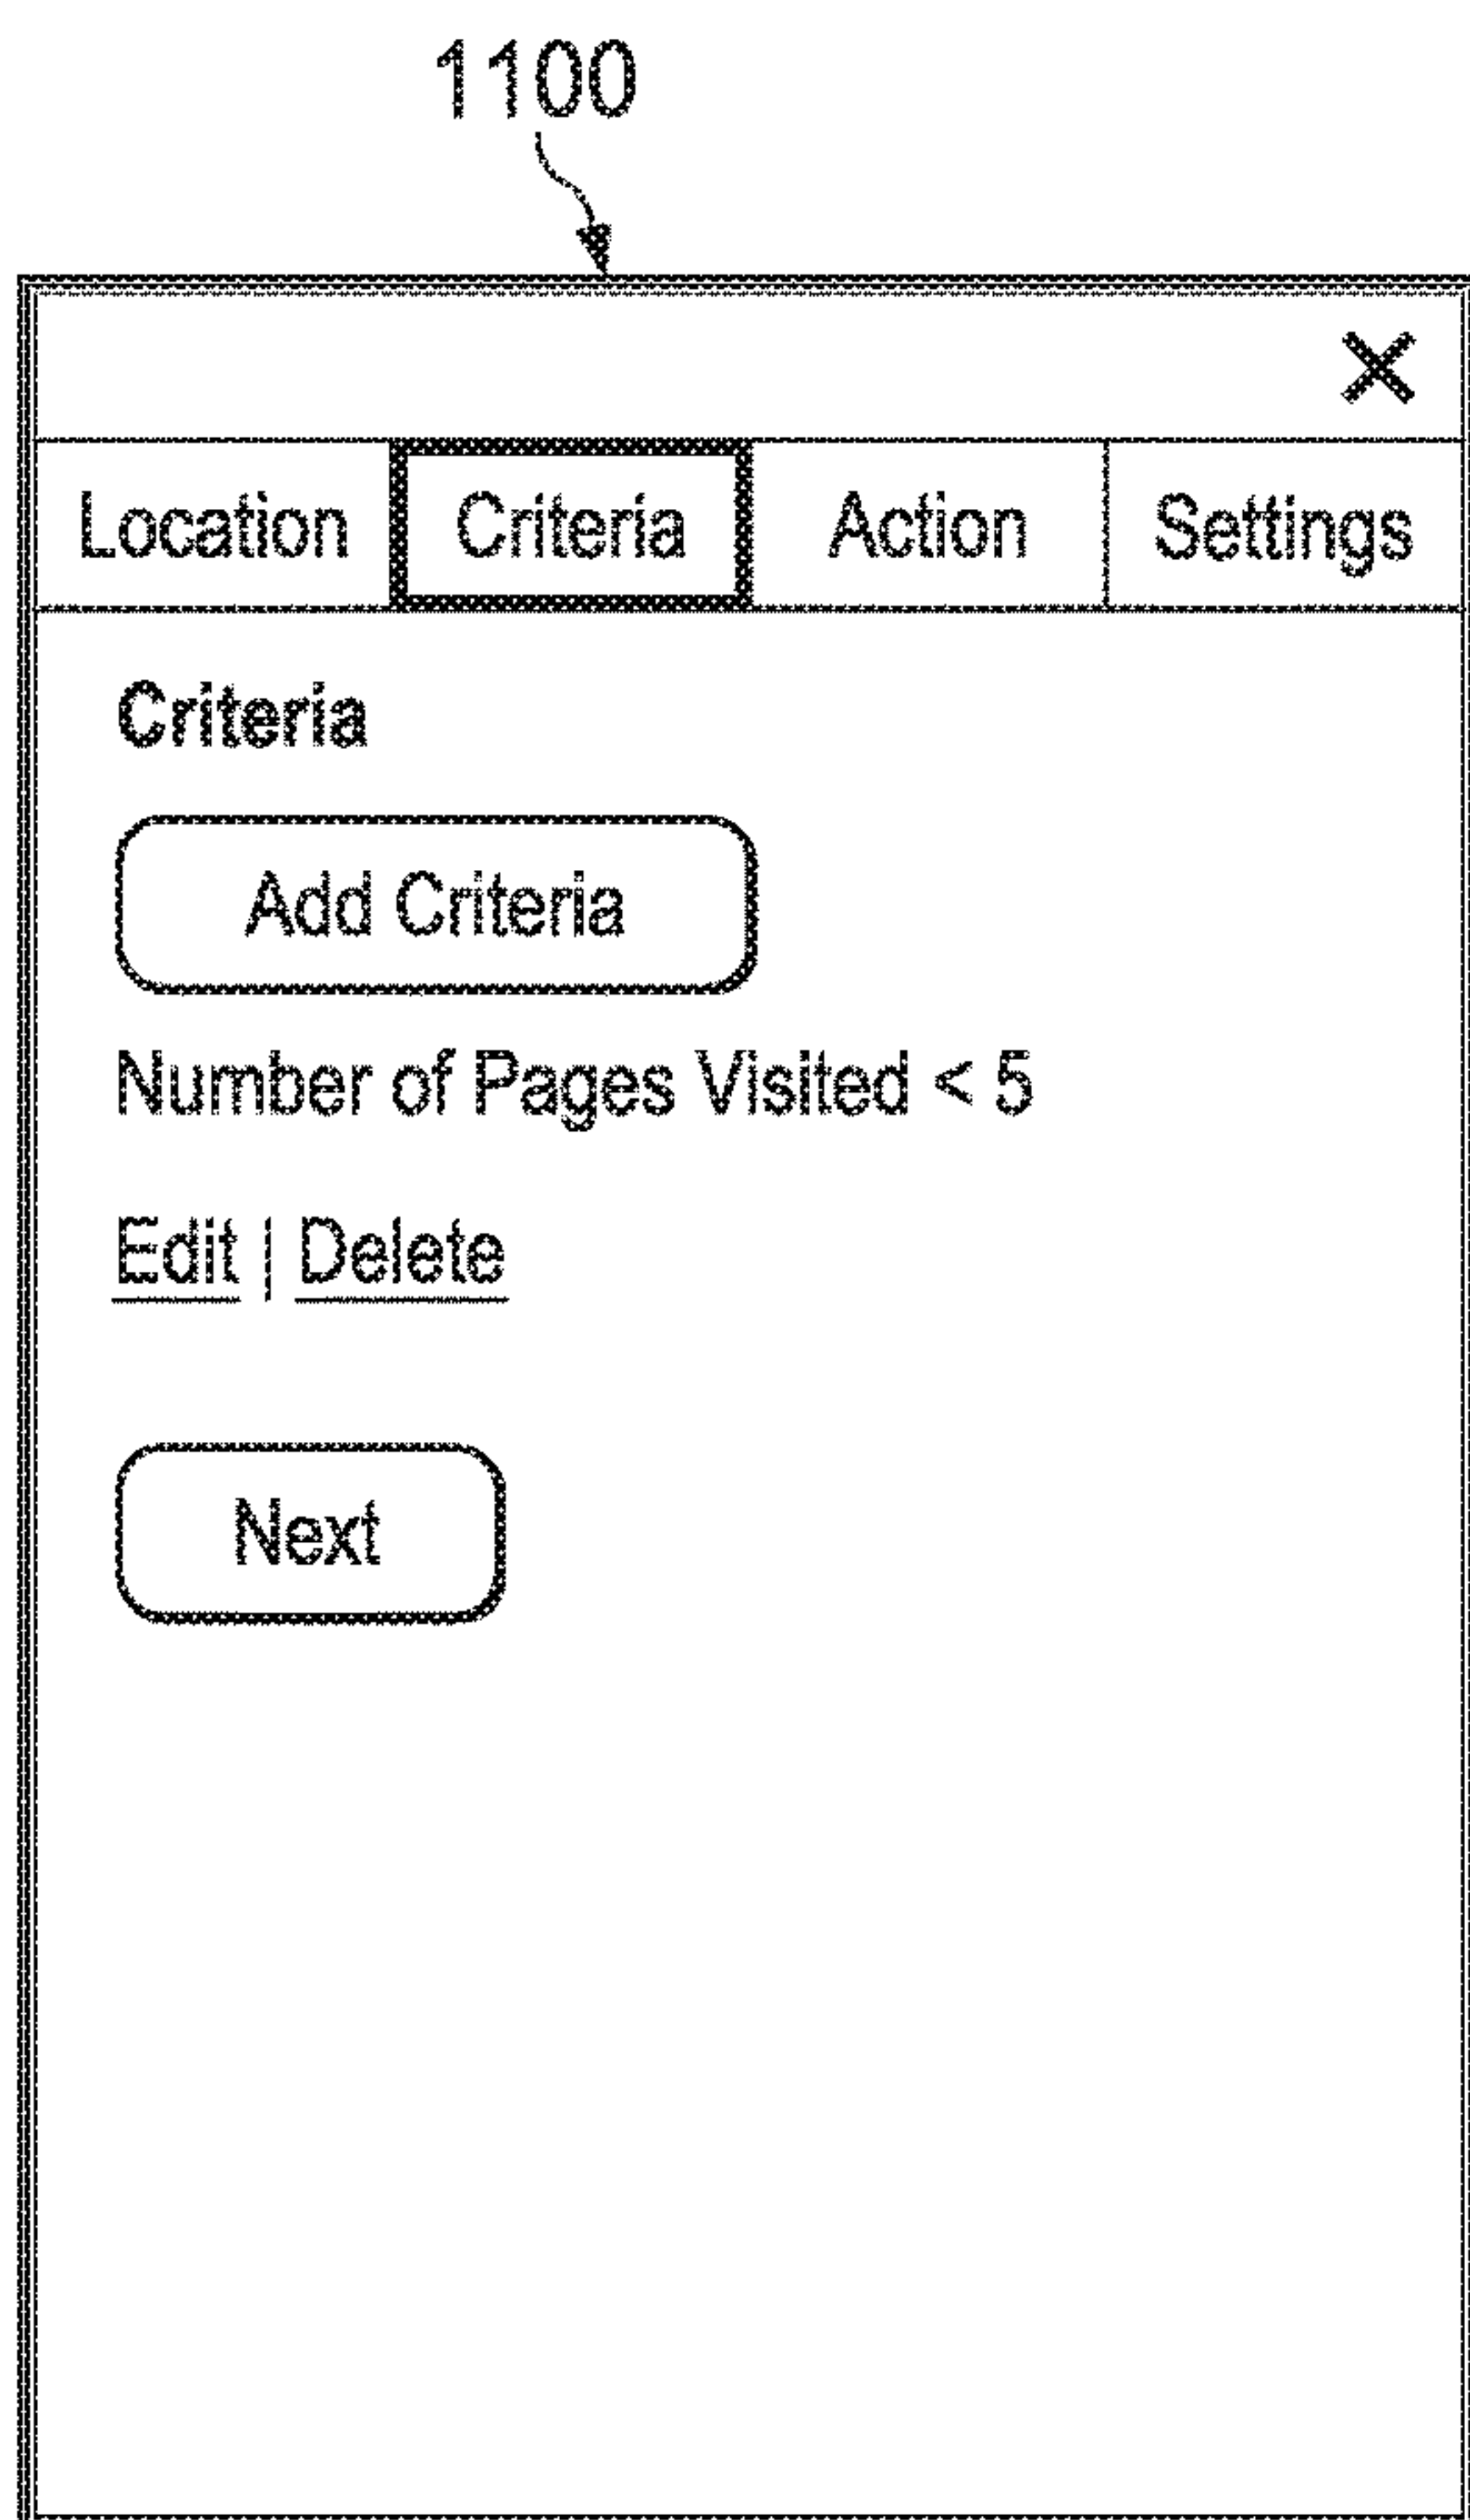 1100
Location Criteria Action Settings
Criteria
Add Criteria
Number of Pages Visited < 5
Edit | Delete
Next